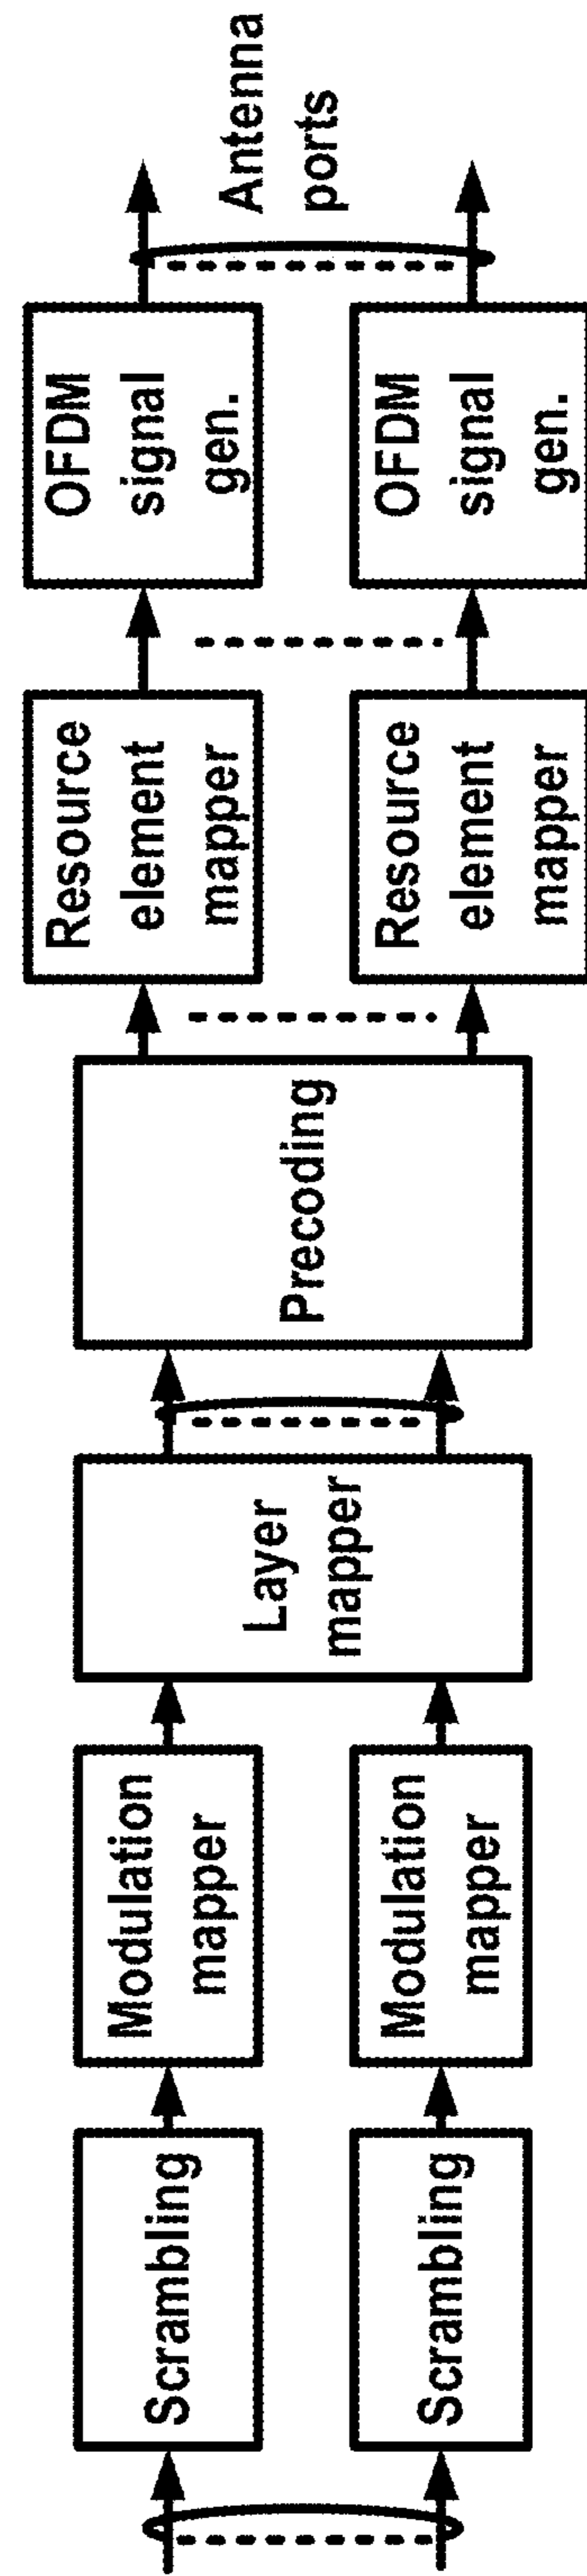 Scrambling
Modulation
mapper
Scrambling
Modulation
mapper
Layer
mapper
Precoding
Resource
element
mapper
OFDM
signal
gen.
Resource
element
mapper
OFDM
signal
gen.
Antenna
ports